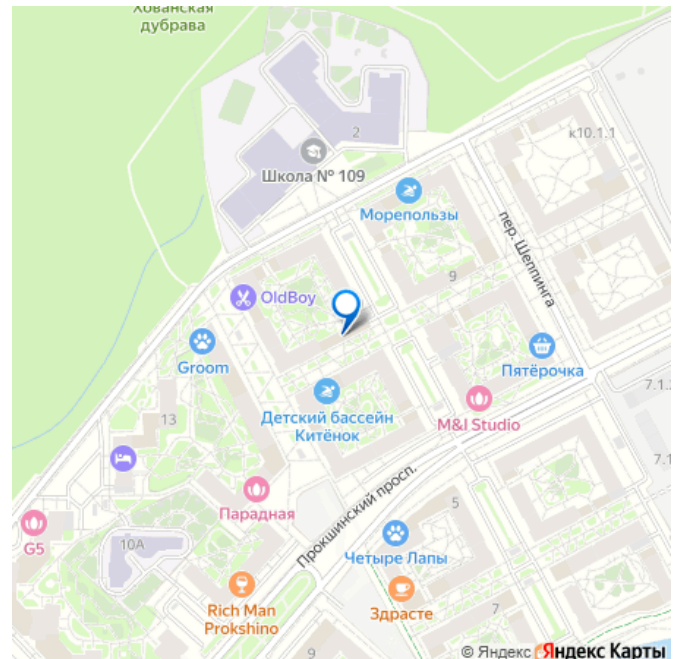 Хованская
дубрава
2
к10.1.1
Школа № 109
Морепользы
пер. Шеппинга
9
OldBoy
Groom
Пятёрочка
7.1.
Детский бассейн
Китёнок
M&I Studio
13
7.1
Парадная
Прокшинский просп.
5
G5
10А
Четыре Лапы
Rich Man
Prokshino
Здрасте
7
9
© Яндекс Яндекс Карты